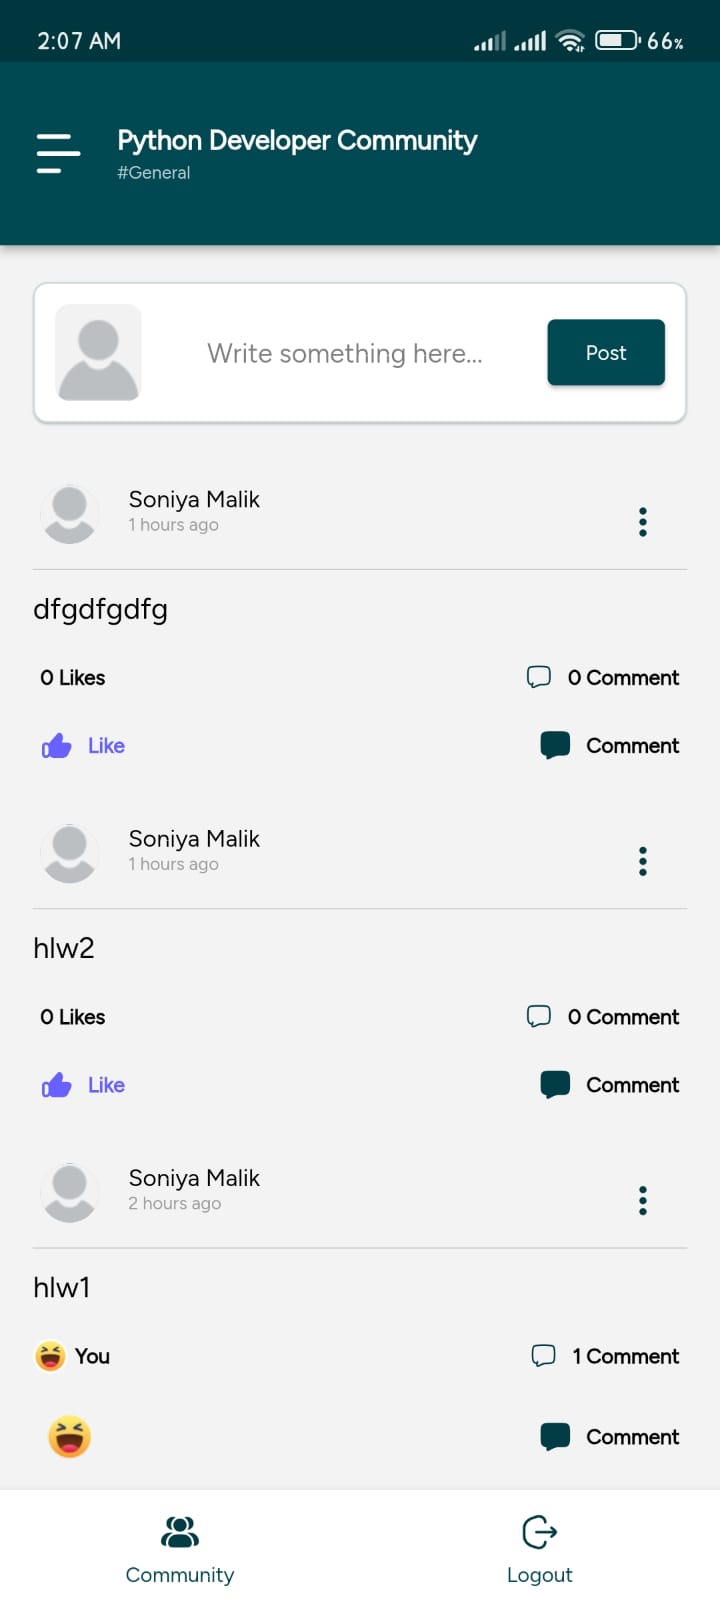 2:07 AM 66%
Python Developer Community
#General
Write something here... Post
Soniya Malik
1 hours ago
dfgdfgdfg
0 Likes 0 Comment
Like Comment
Soniya Malik
1 hours ago
hlw2
0 Likes 0 Comment
Like Comment
Soniya Malik
2 hours ago
hlw1
You 1 Comment
Comment
Community Logout